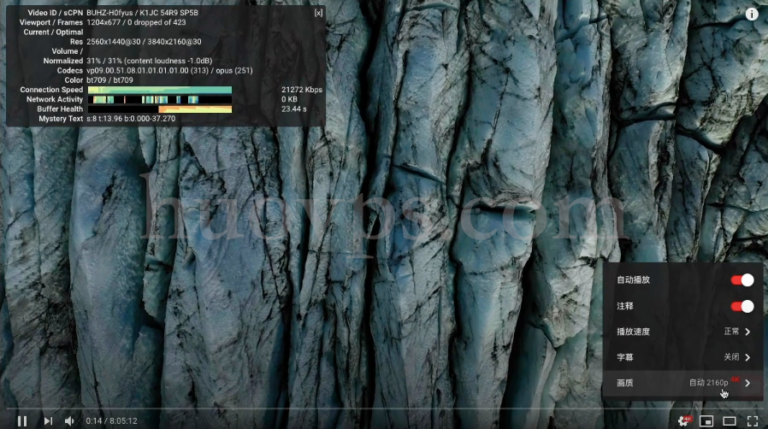 Video ID / sCPN BUHZ-H0fyus / K1JC 54R9 SP5B [x]
Viewport / Frames 1204x677 / 0 dropped of 423
Current / Optimal
Res 2560x1440@30 / 3840x2160@30
Volume /
Normalized 31% / 31% (content loudness -1.0dB)
Codecs vp09.00.51.08.01.01.01.01.00 (313) / opus (251)
Color bt709 / bt709
Connection Speed 21272 Kbps
Network Activity 0 KB
Buffer Health 23.44 s
Mystery Text s:8 t:13.96 b:0.000-37.270
huoyps.com
自动播放
注释
播放速度 正常
字幕 关闭
画质 自动 2160p
0:14 / 8:05:12